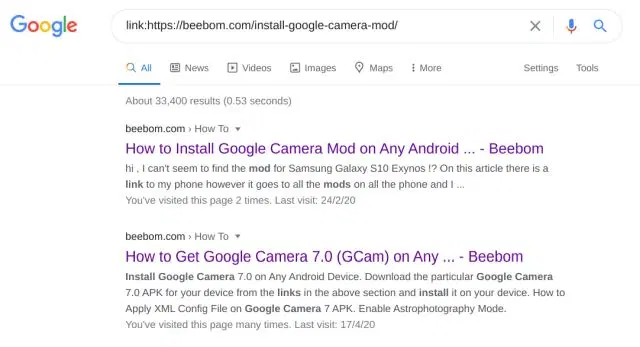 Google
link:https://beebom.com/install-google-camera-mod/
All News Videos Images Maps More Settings Tools
About 33,400 results (0.53 seconds)
beebom.com › How To
How to Install Google Camera Mod on Any Android ... - Beebom
hi , I can't seem to find the mod for Samsung Galaxy S10 Exynos !? On this article there is a
link to my phone however it goes to all the mods on all the phone and I ...
You've visited this page 2 times. Last visit: 24/2/20
beebom.com › How To
How to Get Google Camera 7.0 (GCam) on Any ... - Beebom
Install Google Camera 7.0 on Any Android Device. Download the particular Google Camera
7.0 APK for your device from the links in the above section and install it on your device. How to
Apply XML Config File on Google Camera 7 APK. Enable Astrophotography Mode.
You've visited this page many times. Last visit: 17/4/20